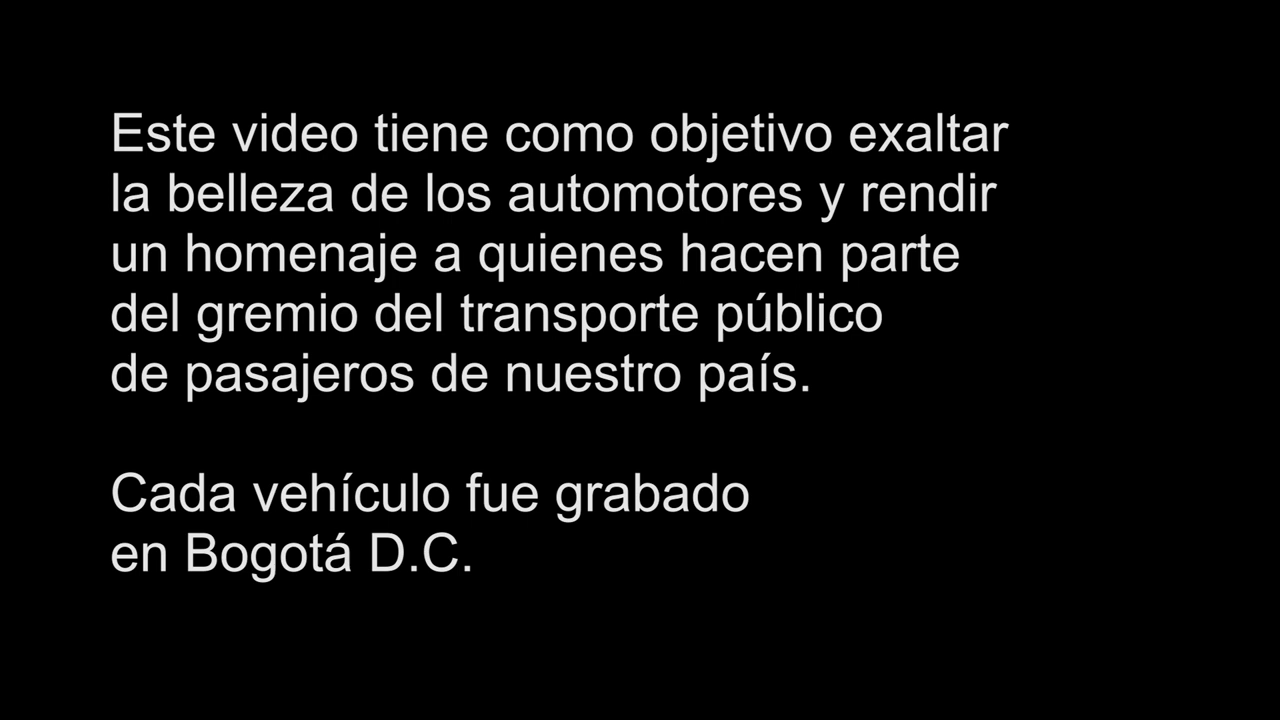 Este video tiene como objetivo exaltar
la belleza de los automotores y rendir
un homenaje a quienes hacen parte
del gremio del transporte público
de pasajeros de nuestro país.
Cada vehículo fue grabado
en Bogotá D.C.